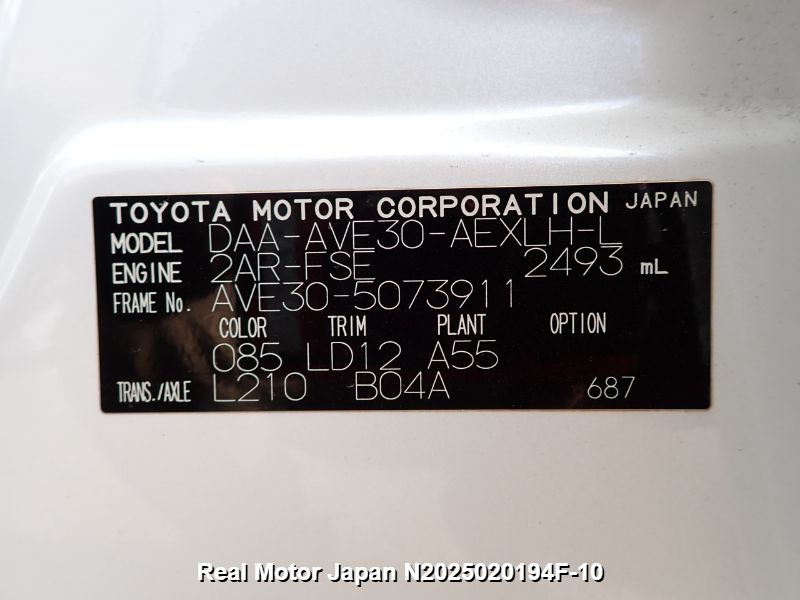 TOYOTA MOTOR CORPORATION JAPAN
MODEL DAA-AVE30-AEXLH-L
ENGINE 2AR-FSE 2493 mL
FRAME No. AVE30-5073911
COLOR TRIM PLANT OPTION
085 LD12 A55
TRANS./AXLE L210 B04A 687
Real Motor Japan N2025020194F-10